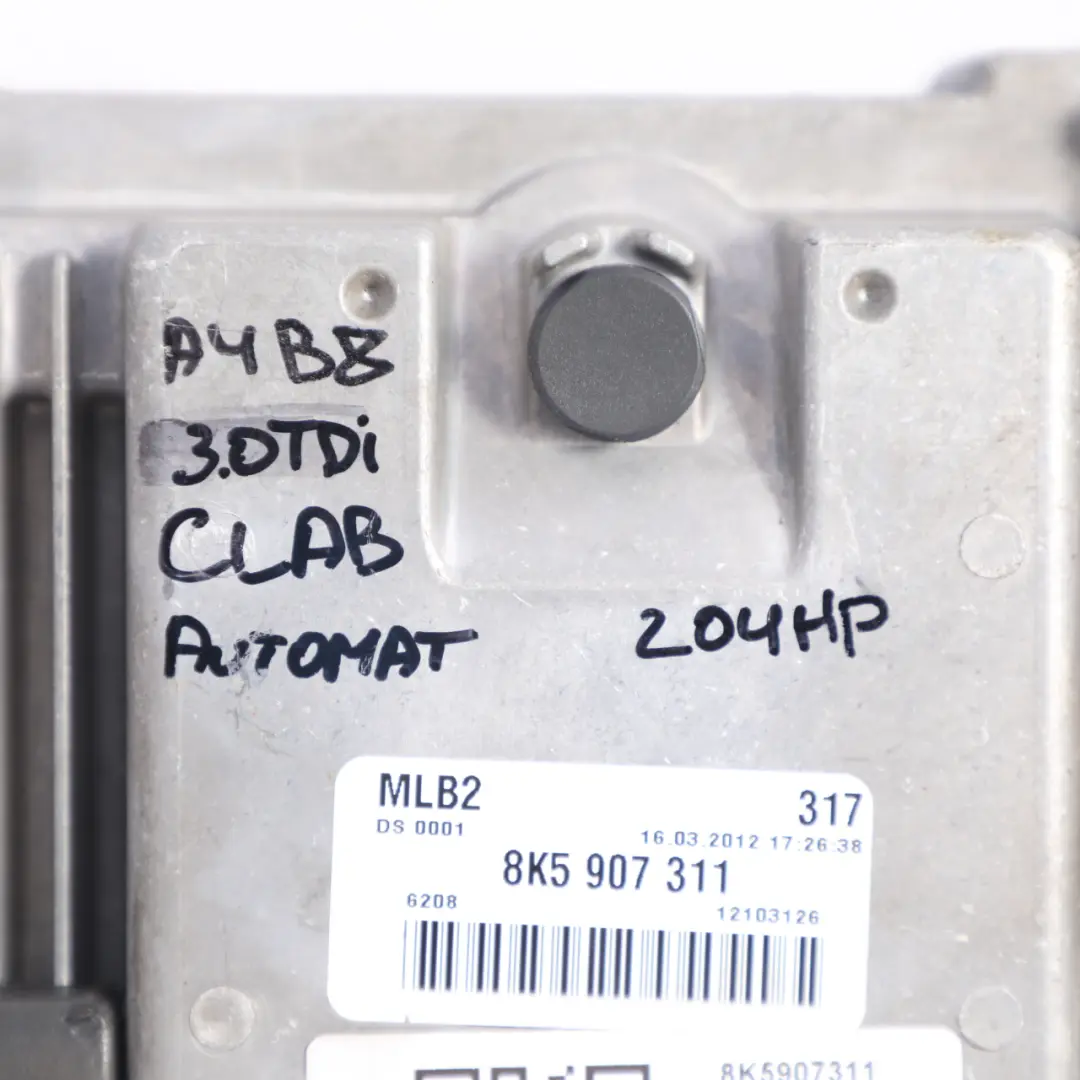 A4 B8
3.0TDi
CLAB
AUTOMAT
204HP
MLB2 317
DS 0001
16.03.2012 17:26:38
8K5 907 311
6208 12103126
8K5907311